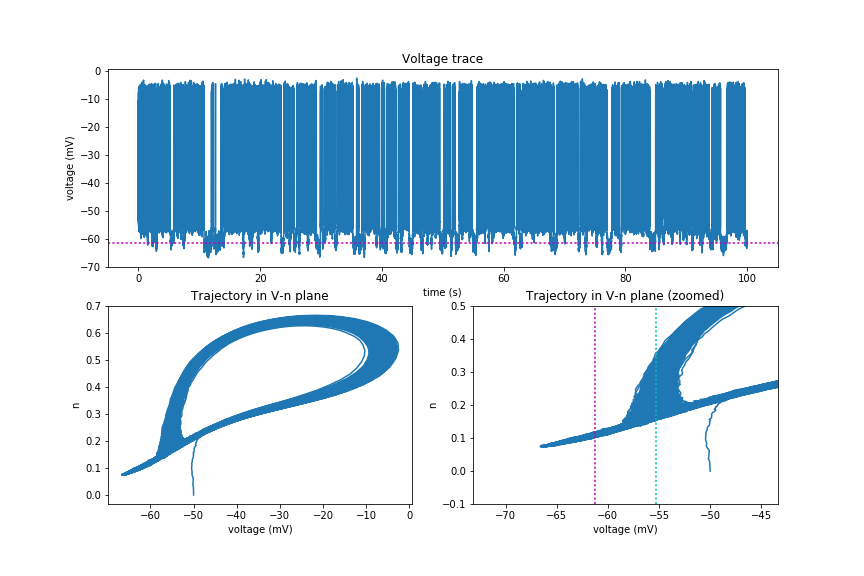 Voltage trace
voltage (mV)
0
−10
−20
−30
−40
−50
−60
−70
0 20 40 60 80 100
time (s)
Trajectory in V-n plane
n
0.7
0.6
0.5
0.4
0.3
0.2
0.1
0.0
−60 −50 −40 −30 −20 −10 0
voltage (mV)
Trajectory in V-n plane (zoomed)
n
0.5
0.4
0.3
0.2
0.1
0.0
−0.1
−70 −65 −60 −55 −50 −45
voltage (mV)